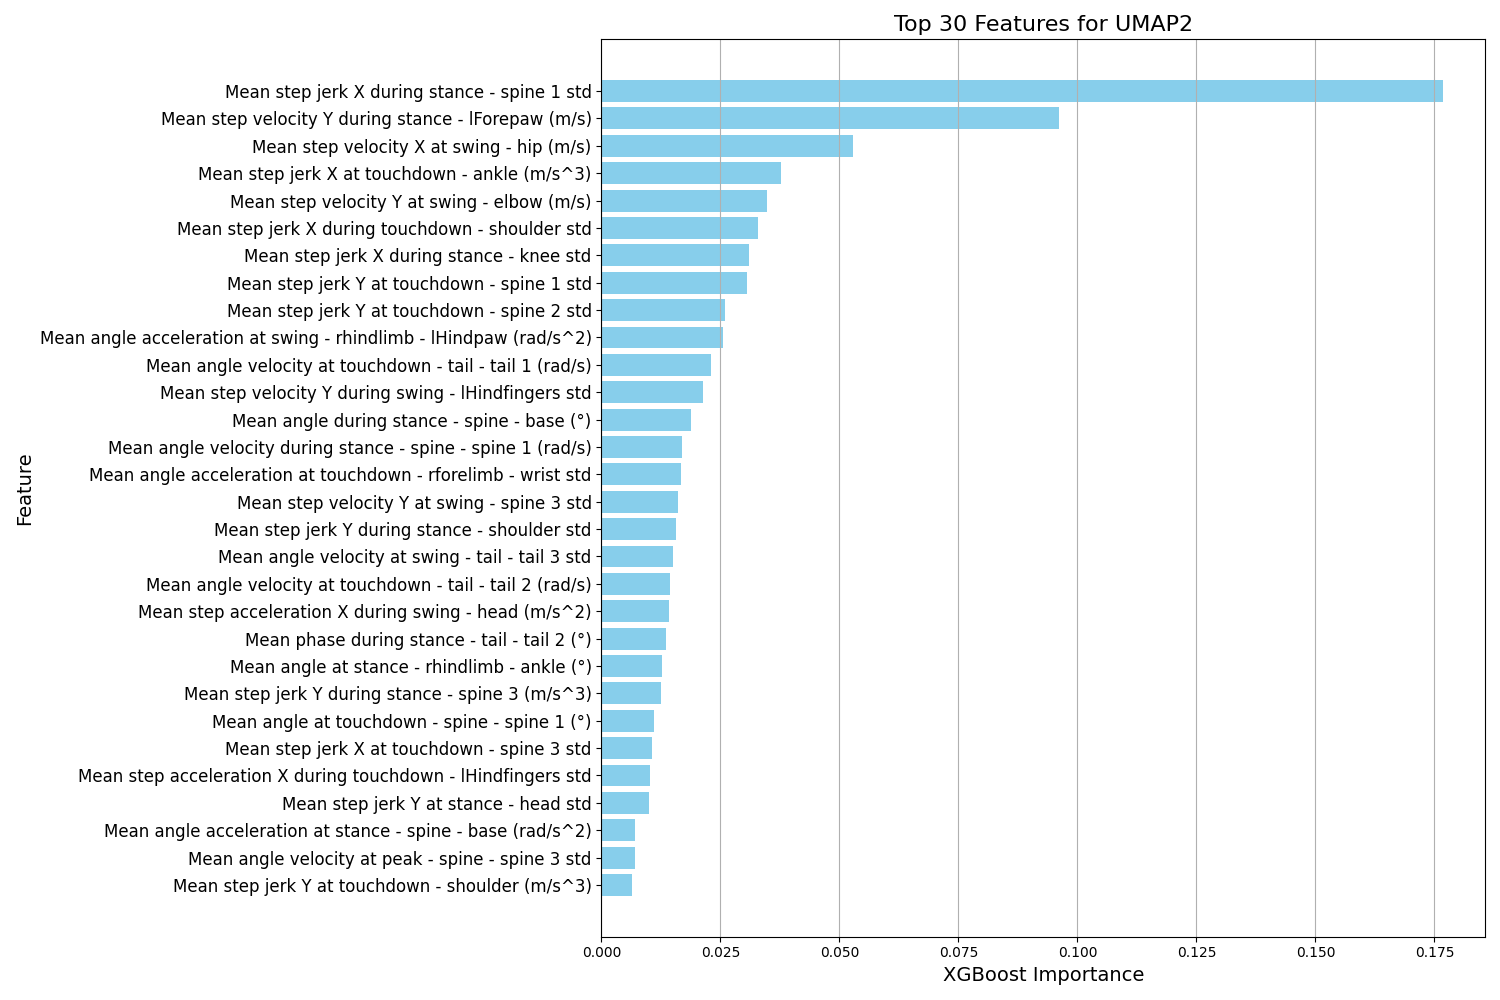 Top 30 Features for UMAP2
Mean step jerk X during stance - spine 1 std
Mean step velocity Y during stance - lForepaw (m/s)
Mean step velocity X at swing - hip (m/s)
Mean step jerk X at touchdown - ankle (m/s^3)
Mean step velocity Y at swing - elbow (m/s)
Mean step jerk X during touchdown - shoulder std
Mean step jerk X during stance - knee std
Mean step jerk Y at touchdown - spine 1 std
Mean step jerk Y at touchdown - spine 2 std
Mean angle acceleration at swing - rhindlimb - lHindpaw (rad/s^2)
Mean angle velocity at touchdown - tail - tail 1 (rad/s)
Mean step velocity Y during swing - lHindfingers std
Mean angle during stance - spine - base (°)
Mean angle velocity during stance - spine - spine 1 (rad/s)
Mean angle acceleration at touchdown - rforelimb - wrist std
Mean step velocity Y at swing - spine 3 std
Mean step jerk Y during stance - shoulder std
Mean angle velocity at swing - tail - tail 3 std
Mean angle velocity at touchdown - tail - tail 2 (rad/s)
Mean step acceleration X during swing - head (m/s^2)
Mean phase during stance - tail - tail 2 (°)
Mean angle at stance - rhindlimb - ankle (°)
Mean step jerk Y during stance - spine 3 (m/s^3)
Mean angle at touchdown - spine - spine 1 (°)
Mean step jerk X at touchdown - spine 3 std
Mean step acceleration X during touchdown - lHindfingers std
Mean step jerk Y at stance - head std
Mean angle acceleration at stance - spine - base (rad/s^2)
Mean angle velocity at peak - spine - spine 3 std
Mean step jerk Y at touchdown - shoulder (m/s^3)
Feature
0.000 0.025 0.050 0.075 0.100 0.125 0.150 0.175
XGBoost Importance